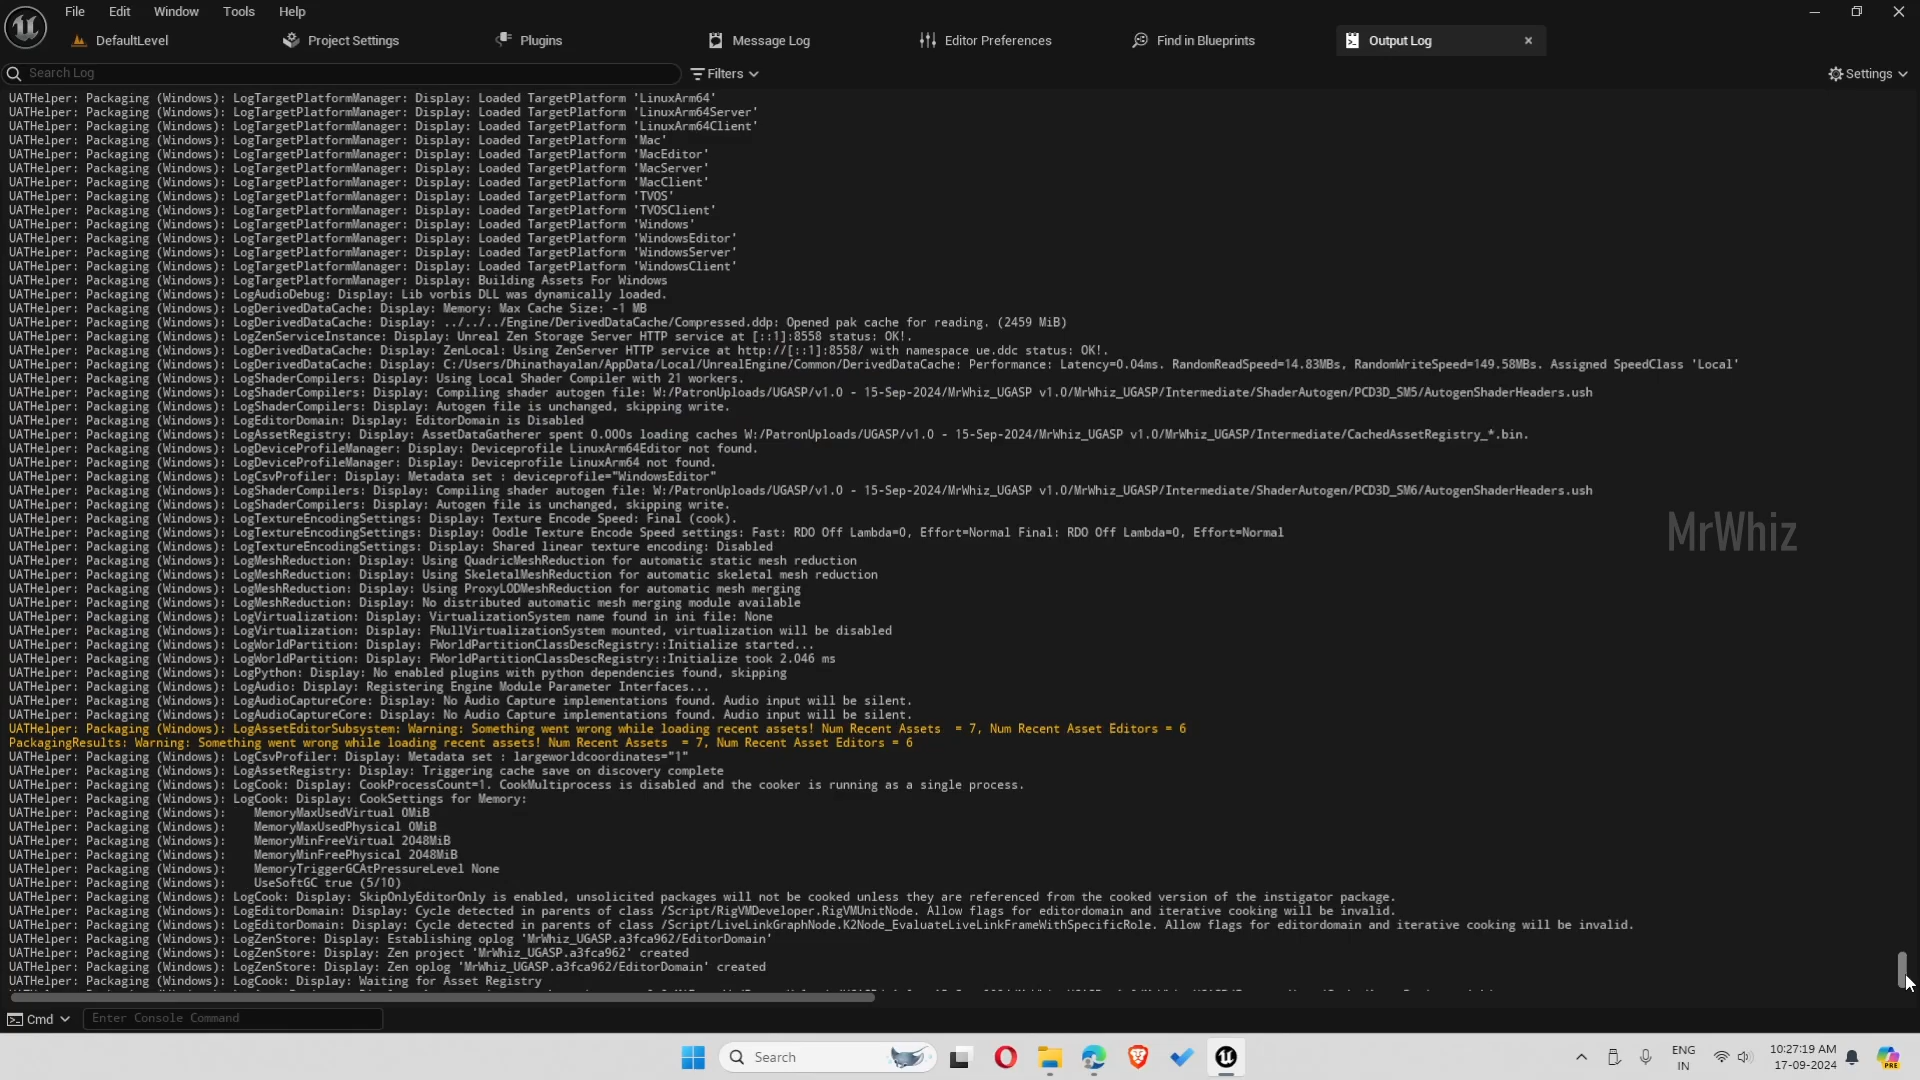 File Edit Window Tools Help
DefaultLevel Project Settings Plugins Message Log Editor Preferences Find in Blueprints Output Log
Search Log Filters Settings
UATHelper: Packaging (Windows): LogTargetPlatformManager: Display: Loaded TargetPlatform 'LinuxArm64'
UATHelper: Packaging (Windows): LogTargetPlatformManager: Display: Loaded TargetPlatform 'LinuxArm64Server'
UATHelper: Packaging (Windows): LogTargetPlatformManager: Display: Loaded TargetPlatform 'LinuxArm64Client'
UATHelper: Packaging (Windows): LogTargetPlatformManager: Display: Loaded TargetPlatform 'Mac'
UATHelper: Packaging (Windows): LogTargetPlatformManager: Display: Loaded TargetPlatform 'MacEditor'
UATHelper: Packaging (Windows): LogTargetPlatformManager: Display: Loaded TargetPlatform 'MacServer'
UATHelper: Packaging (Windows): LogTargetPlatformManager: Display: Loaded TargetPlatform 'MacClient'
UATHelper: Packaging (Windows): LogTargetPlatformManager: Display: Loaded TargetPlatform 'TVOS'
UATHelper: Packaging (Windows): LogTargetPlatformManager: Display: Loaded TargetPlatform 'TVOSClient'
UATHelper: Packaging (Windows): LogTargetPlatformManager: Display: Loaded TargetPlatform 'Windows'
UATHelper: Packaging (Windows): LogTargetPlatformManager: Display: Loaded TargetPlatform 'WindowsEditor'
UATHelper: Packaging (Windows): LogTargetPlatformManager: Display: Loaded TargetPlatform 'WindowsServer'
UATHelper: Packaging (Windows): LogTargetPlatformManager: Display: Loaded TargetPlatform 'WindowsClient'
UATHelper: Packaging (Windows): LogTargetPlatformManager: Display: Building Assets For Windows
UATHelper: Packaging (Windows): LogAudioDebug: Display: Lib vorbis DLL was dynamically loaded.
UATHelper: Packaging (Windows): LogDerivedDataCache: Display: Memory: Max Cache Size: -1 MB
UATHelper: Packaging (Windows): LogDerivedDataCache: Display: ../../../Engine/DerivedDataCache/Compressed.ddp: Opened pak cache for reading. (2459 MiB)
UATHelper: Packaging (Windows): LogZenServiceInstance: Display: Unreal Zen Storage Server HTTP service at [::1]:8558 status: OK!.
UATHelper: Packaging (Windows): LogDerivedDataCache: Display: ZenLocal: Using ZenServer HTTP service at http://[::1]:8558/ with namespace ue.ddc status: OK!.
UATHelper: Packaging (Windows): LogDerivedDataCache: Display: C:/Users/Dhinathayalan/AppData/Local/UnrealEngine/Common/DerivedDataCache: Performance: Latency=0.04ms. RandomReadSpeed=14.83MBs, RandomWriteSpeed=149.58MBs. Assigned SpeedClass 'Local'
UATHelper: Packaging (Windows): LogShaderCompilers: Display: Using Local Shader Compiler with 21 workers.
UATHelper: Packaging (Windows): LogShaderCompilers: Display: Compiling shader autogen file: W:/PatronUploads/UGASP/v1.0 - 15-Sep-2024/MrWhiz_UGASP v1.0/MrWhiz_UGASP/Intermediate/ShaderAutogen/PCD3D_SM5/AutogenShaderHeaders.ush
UATHelper: Packaging (Windows): LogShaderCompilers: Display: Autogen file is unchanged, skipping write.
UATHelper: Packaging (Windows): LogEditorDomain: Display: EditorDomain is Disabled
UATHelper: Packaging (Windows): LogAssetRegistry: Display: AssetDataGatherer spent 0.000s loading caches W:/PatronUploads/UGASP/v1.0 - 15-Sep-2024/MrWhiz_UGASP v1.0/MrWhiz_UGASP/Intermediate/CachedAssetRegistry_*.bin.
UATHelper: Packaging (Windows): LogDeviceProfileManager: Display: Deviceprofile LinuxArm64Editor not found.
UATHelper: Packaging (Windows): LogDeviceProfileManager: Display: Deviceprofile LinuxArm64 not found.
UATHelper: Packaging (Windows): LogCsvProfiler: Display: Metadata set : deviceprofile="WindowsEditor"
UATHelper: Packaging (Windows): LogShaderCompilers: Display: Compiling shader autogen file: W:/PatronUploads/UGASP/v1.0 - 15-Sep-2024/MrWhiz_UGASP v1.0/MrWhiz_UGASP/Intermediate/ShaderAutogen/PCD3D_SM6/AutogenShaderHeaders.ush
UATHelper: Packaging (Windows): LogShaderCompilers: Display: Autogen file is unchanged, skipping write.
UATHelper: Packaging (Windows): LogTextureEncodingSettings: Display: Texture Encode Speed: Final (cook).
UATHelper: Packaging (Windows): LogTextureEncodingSettings: Display: Oodle Texture Encode Speed settings: Fast: RDO Off Lambda=0, Effort=Normal Final: RDO Off Lambda=0, Effort=Normal
UATHelper: Packaging (Windows): LogTextureEncodingSettings: Display: Shared linear texture encoding: Disabled
UATHelper: Packaging (Windows): LogMeshReduction: Display: Using QuadricMeshReduction for automatic static mesh reduction
UATHelper: Packaging (Windows): LogMeshReduction: Display: Using SkeletalMeshReduction for automatic skeletal mesh reduction
UATHelper: Packaging (Windows): LogMeshReduction: Display: Using ProxyLODMeshReduction for automatic mesh merging
UATHelper: Packaging (Windows): LogMeshReduction: Display: No distributed automatic mesh merging module available
UATHelper: Packaging (Windows): LogVirtualization: Display: VirtualizationSystem name found in ini file: None
UATHelper: Packaging (Windows): LogVirtualization: Display: FNullVirtualizationSystem mounted, virtualization will be disabled
UATHelper: Packaging (Windows): LogWorldPartition: Display: FWorldPartitionClassDescRegistry::Initialize started...
UATHelper: Packaging (Windows): LogWorldPartition: Display: FWorldPartitionClassDescRegistry::Initialize took 2.046 ms
UATHelper: Packaging (Windows): LogPython: Display: No enabled plugins with python dependencies found, skipping
UATHelper: Packaging (Windows): LogAudio: Display: Registering Engine Module Parameter Interfaces...
UATHelper: Packaging (Windows): LogAudioCaptureCore: Display: No Audio Capture implementations found. Audio input will be silent.
UATHelper: Packaging (Windows): LogAudioCaptureCore: Display: No Audio Capture implementations found. Audio input will be silent.
UATHelper: Packaging (Windows): LogAssetEditorSubsystem: Warning: Something went wrong while loading recent assets! Num Recent Assets  = 7, Num Recent Asset Editors = 6
PackagingResults: Warning: Something went wrong while loading recent assets! Num Recent Assets  = 7, Num Recent Asset Editors = 6
UATHelper: Packaging (Windows): LogCsvProfiler: Display: Metadata set : largeworldcoordinates="1"
UATHelper: Packaging (Windows): LogAssetRegistry: Display: Triggering cache save on discovery complete
UATHelper: Packaging (Windows): LogCook: Display: CookProcessCount=1. CookMultiprocess is disabled and the cooker is running as a single process.
UATHelper: Packaging (Windows): LogCook: Display: CookSettings for Memory:
UATHelper: Packaging (Windows):    MemoryMaxUsedVirtual 0MiB
UATHelper: Packaging (Windows):    MemoryMaxUsedPhysical 0MiB
UATHelper: Packaging (Windows):    MemoryMinFreeVirtual 2048MiB
UATHelper: Packaging (Windows):    MemoryMinFreePhysical 2048MiB
UATHelper: Packaging (Windows):    MemoryTriggerGCAtPressureLevel None
UATHelper: Packaging (Windows):    UseSoftGC true (5/10)
UATHelper: Packaging (Windows): LogCook: Display: SkipOnlyEditorOnly is enabled, unsolicited packages will not be cooked unless they are referenced from the cooked version of the instigator package.
UATHelper: Packaging (Windows): LogEditorDomain: Display: Cycle detected in parents of class /Script/RigVMDeveloper.RigVMUnitNode. Allow flags for editordomain and iterative cooking will be invalid.
UATHelper: Packaging (Windows): LogEditorDomain: Display: Cycle detected in parents of class /Script/LiveLinkGraphNode.K2Node_EvaluateLiveLinkFrameWithSpecificRole. Allow flags for editordomain and iterative cooking will be invalid.
UATHelper: Packaging (Windows): LogZenStore: Display: Establishing oplog 'MrWhiz_UGASP.a3fca962/EditorDomain'
UATHelper: Packaging (Windows): LogZenStore: Display: Zen project 'MrWhiz_UGASP.a3fca962' created
UATHelper: Packaging (Windows): LogZenStore: Display: Zen oplog 'MrWhiz_UGASP.a3fca962/EditorDomain' created
UATHelper: Packaging (Windows): LogCook: Display: Waiting for Asset Registry
MrWhiz
Cmd Enter Console Command
Search
ENG
IN
10:27:19 AM
17-09-2024
PRE